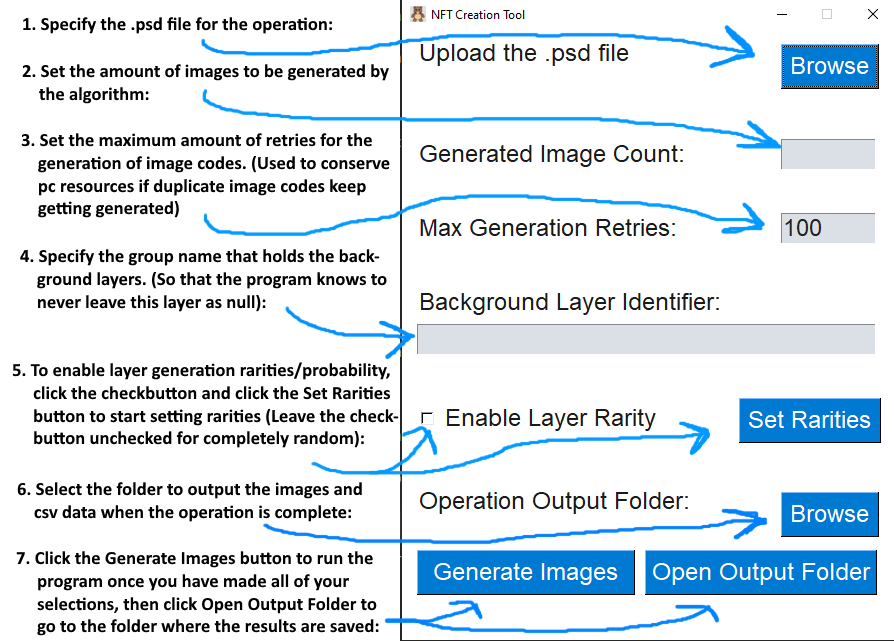 1. Specify the .psd file for the operation:
2. Set the amount of images to be generated by
the algorithm:
3. Set the maximum amount of retries for the
generation of image codes. (Used to conserve
pc resources if duplicate image codes keep
getting generated)
4. Specify the group name that holds the back-
ground layers. (So that the program knows to
never leave this layer as null):
5. To enable layer generation rarities/probability,
click the checkbutton and click the Set Rarities
button to start setting rarities (Leave the check-
button unchecked for completely random):
6. Select the folder to output the images and
csv data when the operation is complete:
7. Click the Generate Images button to run the
program once you have made all of your
selections, then click Open Output Folder to
go to the folder where the results are saved:
NFT Creation Tool
Upload the .psd file
Browse
Generated Image Count:
Max Generation Retries:
100
Background Layer Identifier:
Enable Layer Rarity
Set Rarities
Operation Output Folder:
Browse
Generate Images
Open Output Folder